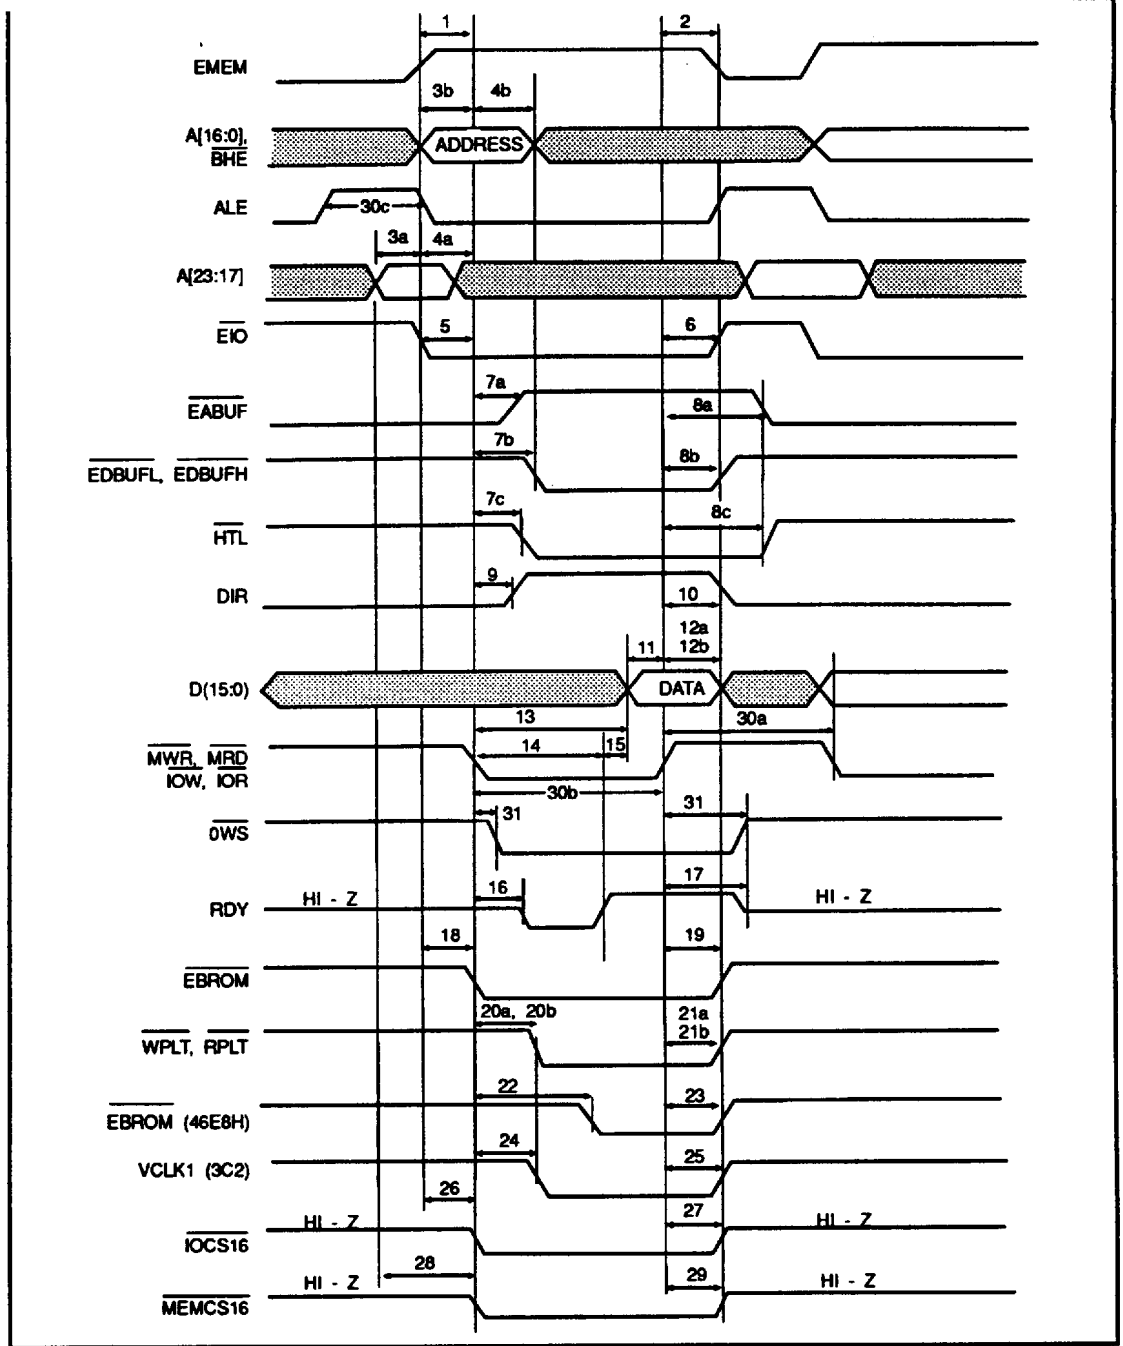 1 2
EMEM
3b 4b
A[16:0],
BHE
ADDRESS
ALE
30c
3a 4a
A[23:17]
EIO
5 6
7a
EABUF
8a
7b
EDBUFL, EDBUFH
8b
7c
HTL
8c
DIR
9
10
12a
11 12b
D(15:0)
DATA
13 30a
14 15
MWR, MRD
IOW, IOR
30b
31 31
0WS
16 17
RDY HI - Z HI - Z
18 19
EBROM
20a, 20b 21a
21b
WPLT, RPLT
22 23
EBROM (46E8H)
24 25
VCLK1 (3C2)
26 27
HI - Z HI - Z
IOCS16
28 29
HI - Z HI - Z
MEMCS16